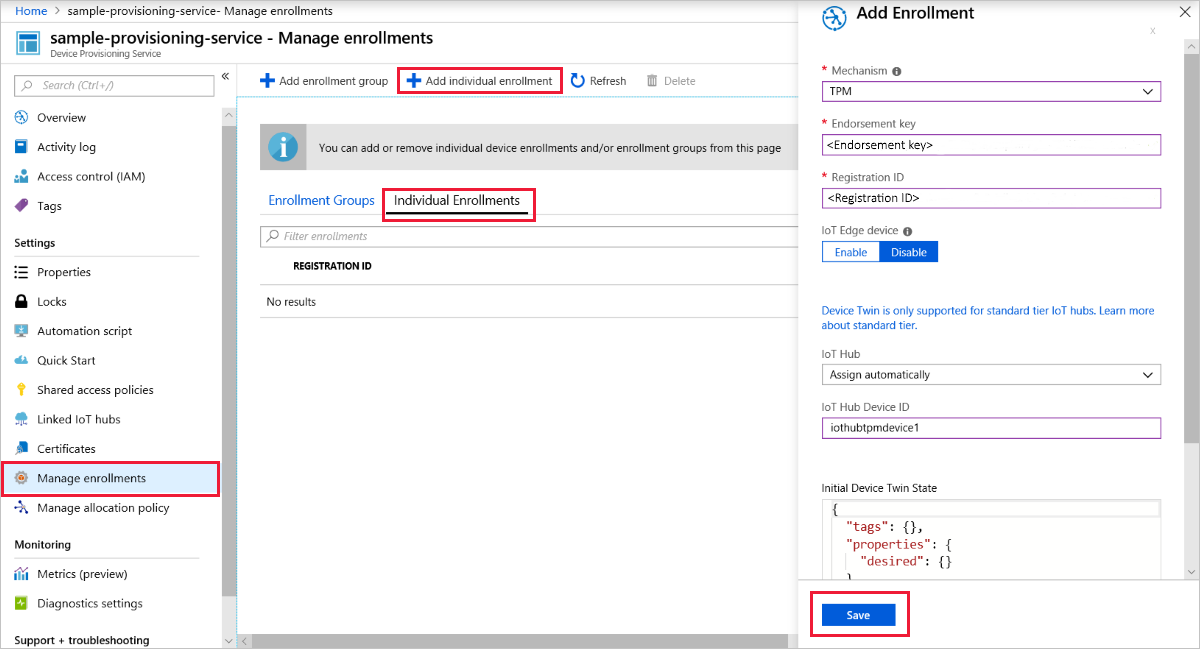 Home > sample-provisioning-service- Manage enrollments
sample-provisioning-service - Manage enrollments
Device Provisioning Service
Search (Ctrl+/)
«
Overview
Activity log
Access control (IAM)
Tags
Settings
Properties
Locks
Automation script
Quick Start
Shared access policies
Linked IoT hubs
Certificates
Manage enrollments
Manage allocation policy
Monitoring
Metrics (preview)
Diagnostics settings
Support + troubleshooting
Add enrollment group
Add individual enrollment
Refresh
Delete
You can add or remove individual device enrollments and/or enrollment groups from this page
Enrollment Groups
Individual Enrollments
Filter enrollments
REGISTRATION ID
No results
Add Enrollment
x
* Mechanism
TPM
* Endorsement key
<Endorsement key>
* Registration ID
<Registration ID>
IoT Edge device
Enable Disable
Device Twin is only supported for standard tier IoT hubs. Learn more
about standard tier.
IoT Hub
Assign automatically
IoT Hub Device ID
iothubtpmdevice1
Initial Device Twin State
{
"tags": {},
"properties": {
"desired": {}
}
Save